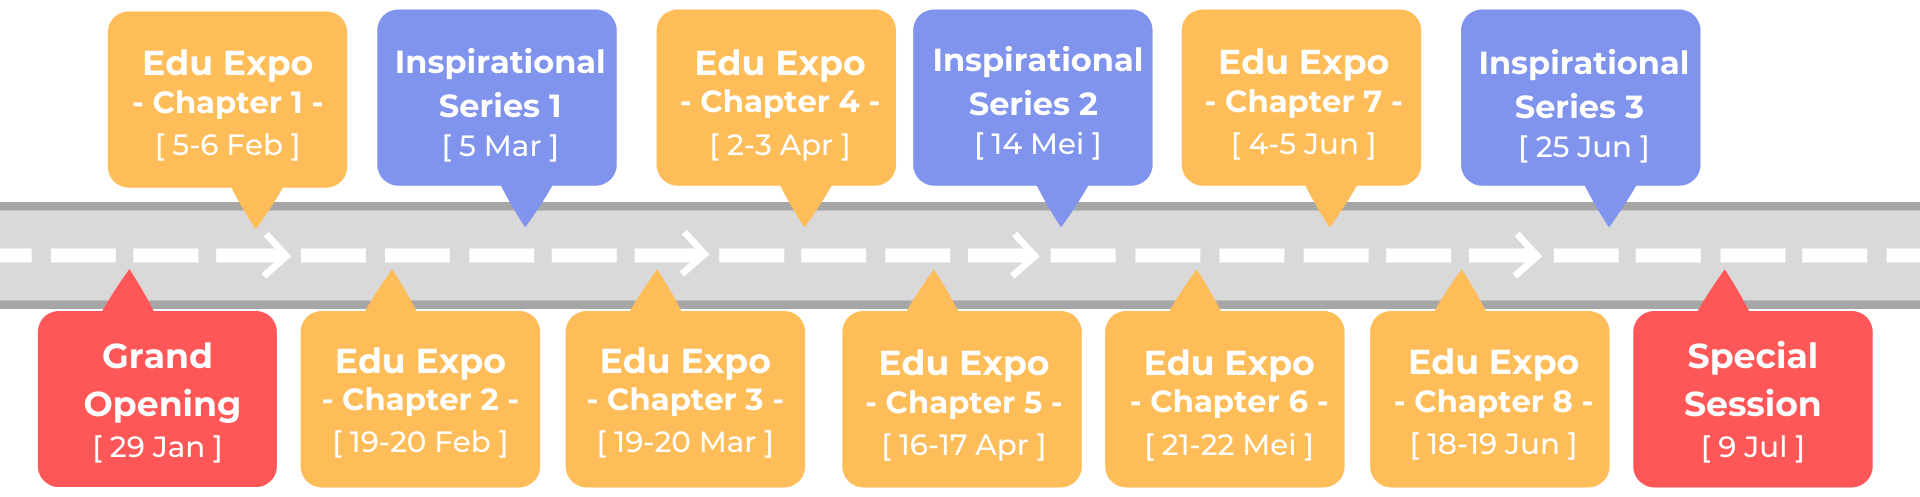 Edu Expo
- Chapter 1 -
[ 5-6 Feb ]
Inspirational
Series 1
[ 5 Mar ]
Edu Expo
- Chapter 4 -
[ 2-3 Apr ]
Inspirational
Series 2
[ 14 Mei ]
Edu Expo
- Chapter 7 -
[ 4-5 Jun ]
Inspirational
Series 3
[ 25 Jun ]
Grand
Opening
[ 29 Jan ]
Edu Expo
- Chapter 2 -
[ 19-20 Feb ]
Edu Expo
- Chapter 3 -
[ 19-20 Mar ]
Edu Expo
- Chapter 5 -
[ 16-17 Apr ]
Edu Expo
- Chapter 6 -
[ 21-22 Mei ]
Edu Expo
- Chapter 8 -
[ 18-19 Jun ]
Special
Session
[ 9 Jul ]